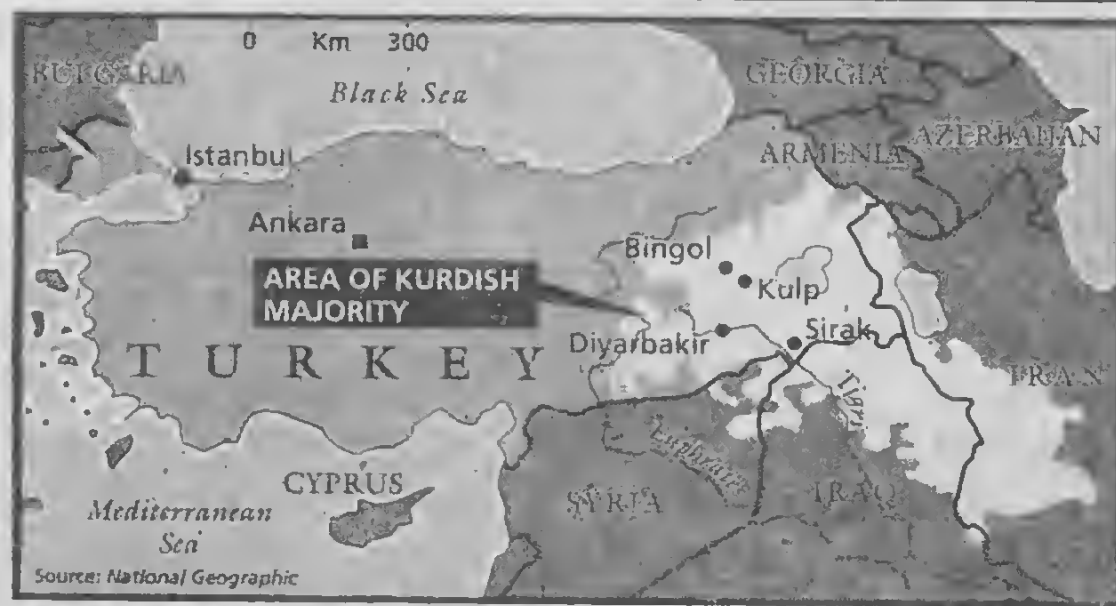 0 Km 300
BULGARIA
Black Sea
GEORGIA
ARMENIA
AZERBAIJAN
Istanbul
Ankara
Bingol
Kulp
AREA OF KURDISH
MAJORITY
Diyarbakir
Sirak
TURKEY
IRAN
Tigris
Euphrates
CYPRUS
SYRIA
IRAQ
Mediterranean
Sea
Source: National Geographic